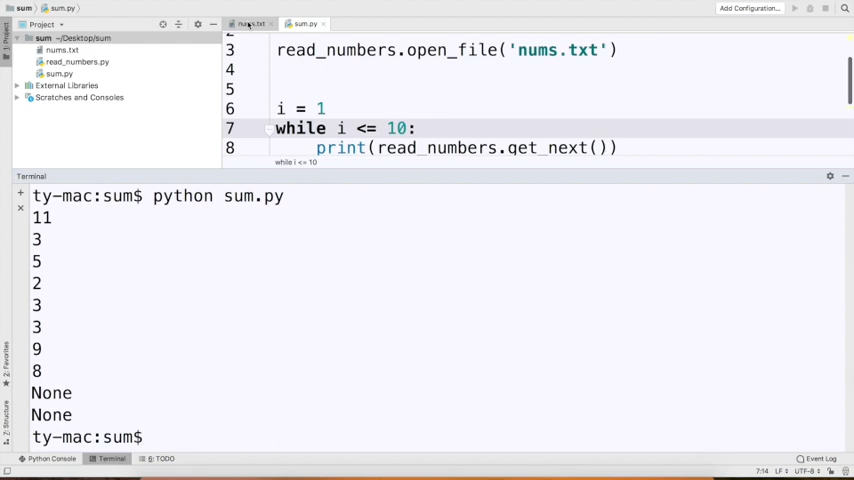 sum
sum.py
Add Configuration...
Project
nums.txt
sum.py
sum ~/Desktop/sum
nums.txt
read_numbers.py
sum.py
External Libraries
Scratches and Consoles
3 read_numbers.open_file('nums.txt')
4
5
6 i = 1
7 while i <= 10:
8 print(read_numbers.get_next())
while i <= 10
1: Project
Terminal
ty-mac:sum$ python sum.py
11
3
5
2
3
3
9
8
None
None
ty-mac:sum$
2: Favorites
7: Structure
Python Console
Terminal
6: TODO
Event Log
7:14 LF UTF-8